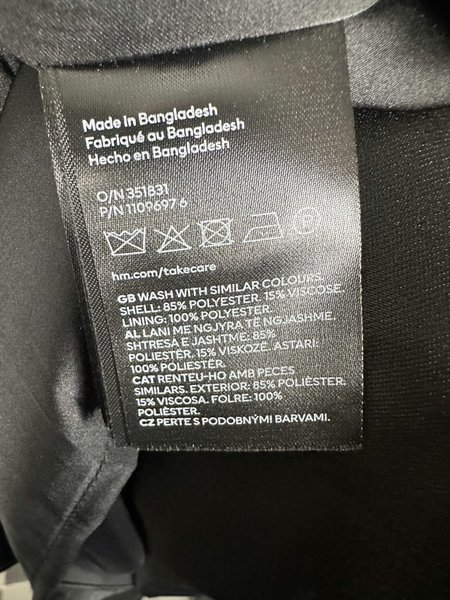 Made In Bangladesh
Fabriqué au Bangladesh
Hecho en Bangladesh
O/N 351831
P/N 1109697 6
P
hm.com/takecare
GB WASH WITH SIMILAR COLOURS.
SHELL: 85% POLYESTER. 15% VISCOSE.
LINING: 100% POLYESTER.
AL LANI ME NGJYRA TË NGJASHME.
SHTRESA E JASHTME: 85%
POLIESTËR. 15% VISKOZË. ASTARI:
100% POLIESTËR.
CAT RENTEU-HO AMB PECES
SIMILARS. EXTERIOR: 85% POLIÈSTER.
15% VISCOSA. FOLRE: 100%
POLIÈSTER.
CZ PERTE S PODOBNÝMI BARVAMI.